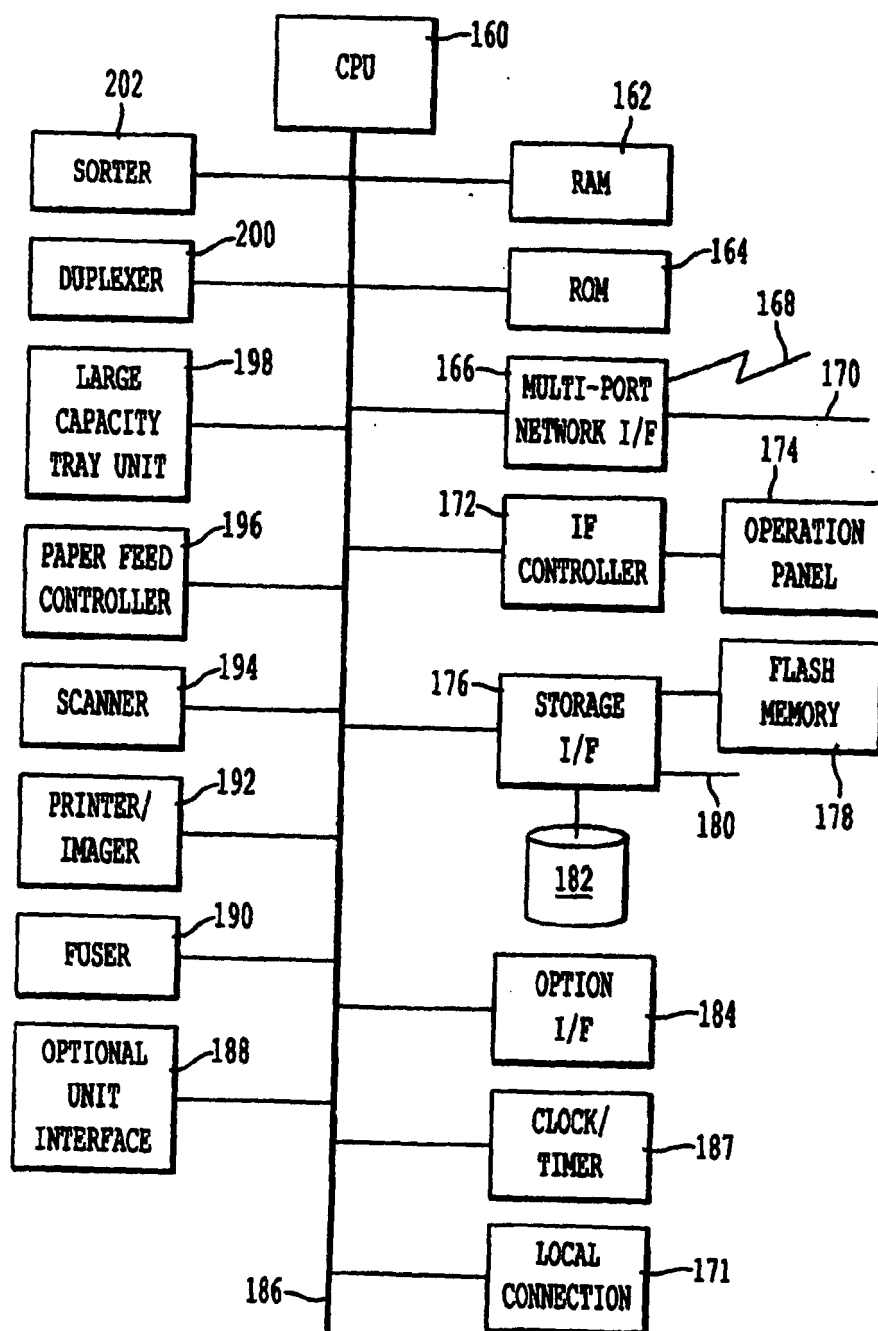 CPU
160
202
SORTER
162
RAM
200
DUPLEXER
164
ROM
198
LARGE
CAPACITY
TRAY UNIT
166
MULTI-PORT
NETWORK I/F
168
170
172
IF
CONTROLLER
174
OPERATION
PANEL
196
PAPER FEED
CONTROLLER
194
SCANNER
176
STORAGE
I/F
FLASH
MEMORY
178
180
182
192
PRINTER/
IMAGER
190
FUSER
OPTION
I/F
184
188
OPTIONAL
UNIT
INTERFACE
CLOCK/
TIMER
187
LOCAL
CONNECTION
171
186